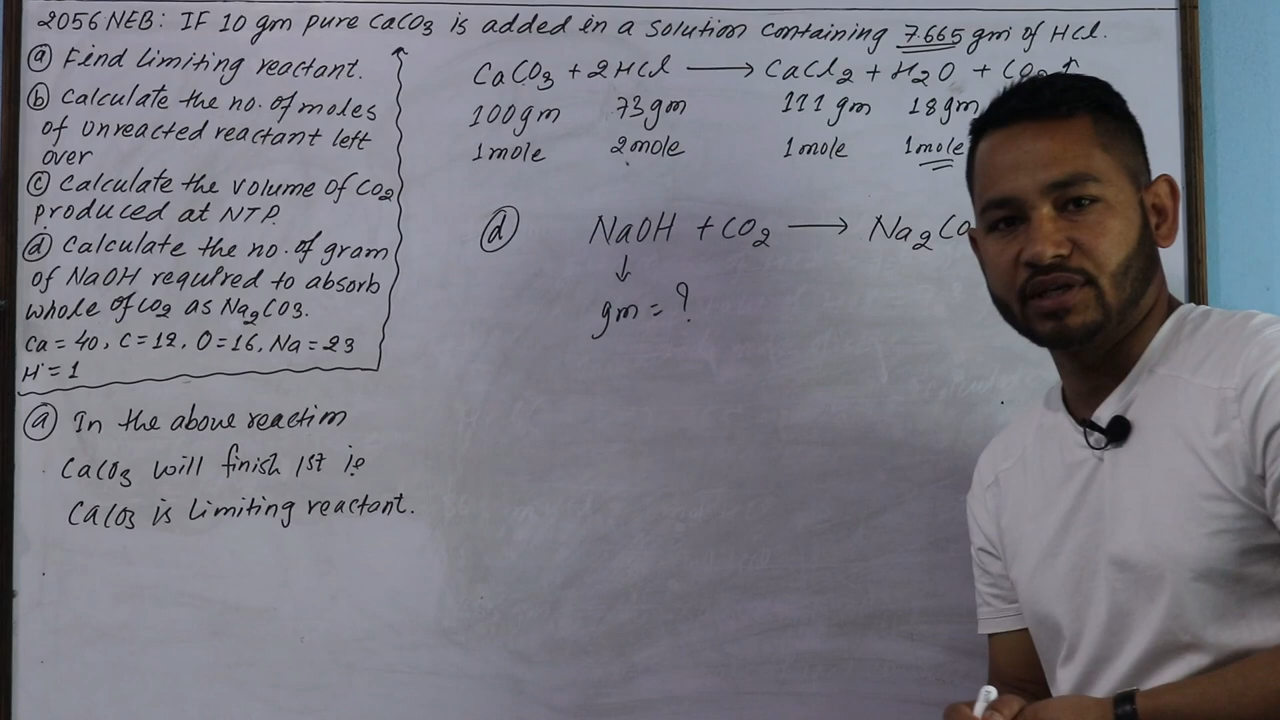 2056 NEB: IF 10 gm pure CaCO3 is added in a solution containing 7.665 gm of HCl.
ⓐ Find limiting reactant.
ⓑ Calculate the no. of moles
of unreacted reactant left
over
ⓒ Calculate the volume of CO2
produced at NTP.
ⓓ Calculate the no. of gram
of NaOH required to absorb
whole of CO2 as Na2CO3.
Ca = 40, C = 12, O = 16, Na = 23
H = 1
ⓐ In the above reaction
CaCO3 will finish 1st ie
CaCO3 is limiting reactant.
CaCO3 + 2HCl ⟶ CaCl2 + H2O + CO2 ↑
100gm 73gm 111 gm 18gm
1mole 2mole 1mole 1mole
ⓓ NaOH + CO2 ⟶ Na2Co
↓
gm = ?